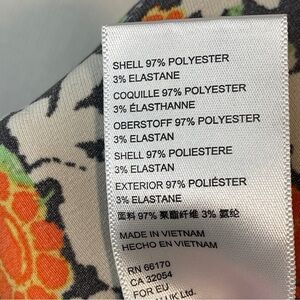 SHELL 97% POLYESTER
3% ELASTANE
COQUILLE 97% POLYESTER
3% ÉLASTHANNE
OBERSTOFF 97% POLYESTER
3% ELASTAN
SHELL 97% POLIESTERE
3% ELASTAN
EXTERIOR 97% POLIÉSTER
3% ELASTANE
面料 97% 聚酯纤维 3% 氨纶
MADE IN VIETNAM
HECHO EN VIETNAM
RN 66170
CA 32054
FOR EU
UK Ltd.